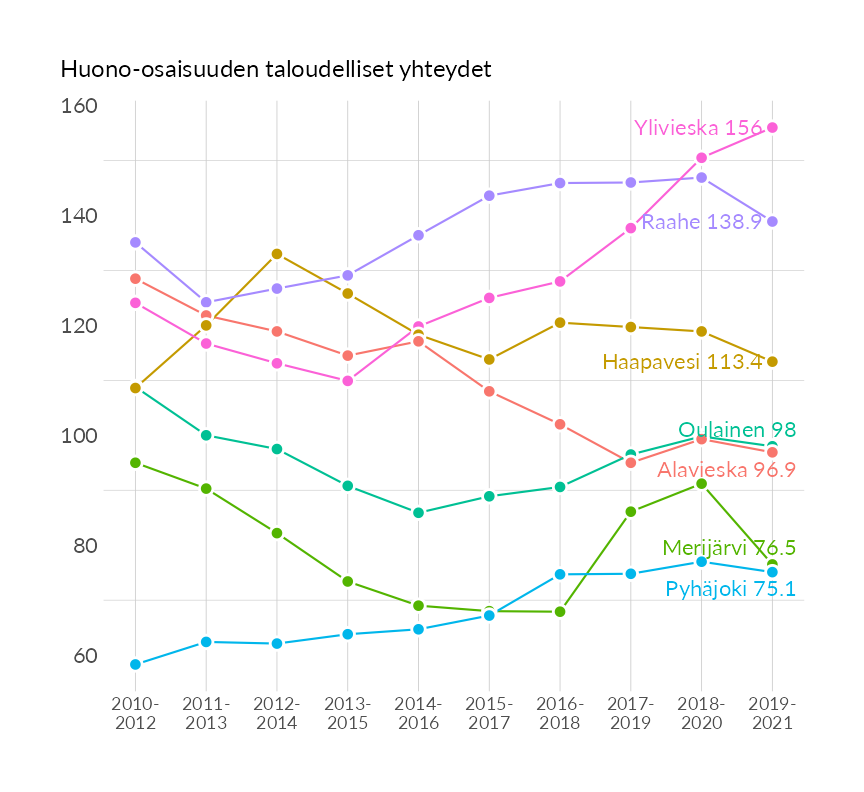 Huono-osaisuuden taloudelliset yhteydet
160
140
120
100
80
60
Ylivieska 156
Raahe 138.9
Haapavesi 113.4
Oulainen 98
Alavieska 96.9
Merijärvi 76.5
Pyhäjoki 75.1
2010- 2011- 2012- 2013- 2014- 2015- 2016- 2017- 2018- 2019-
2012 2013 2014 2015 2016 2017 2018 2019 2020 2021